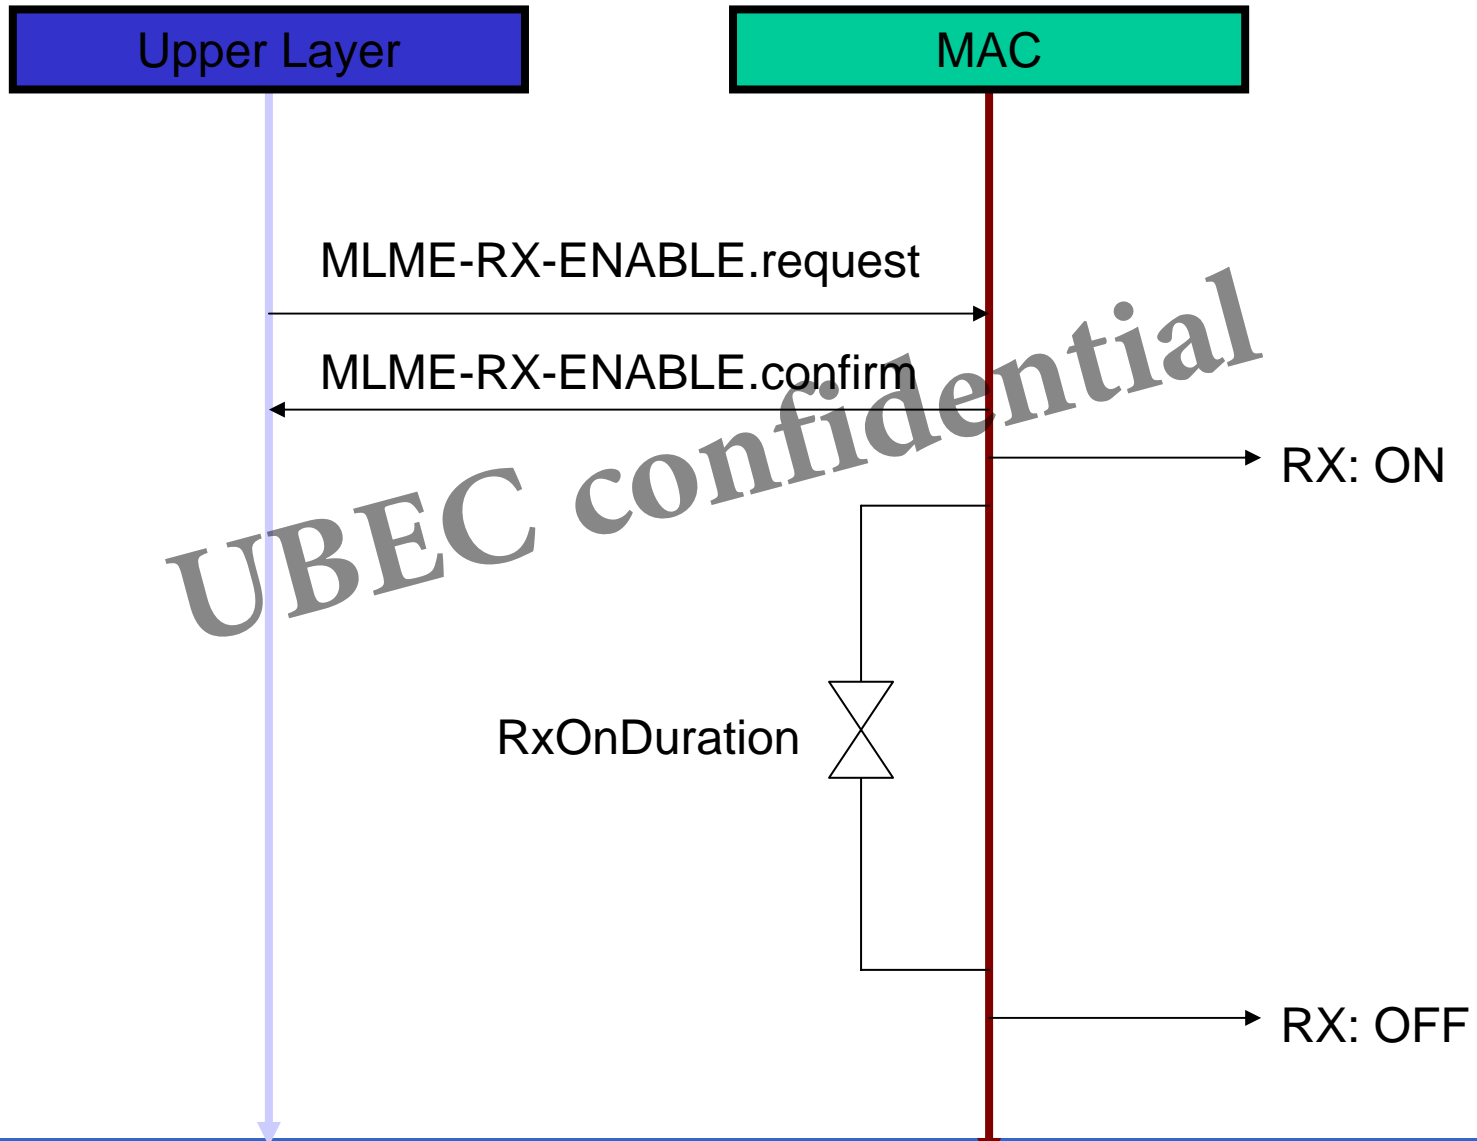 Upper Layer
MAC
MLME-RX-ENABLE.request
MLME-RX-ENABLE.confirm
UBEC confidential
RX: ON
RxOnDuration
RX: OFF